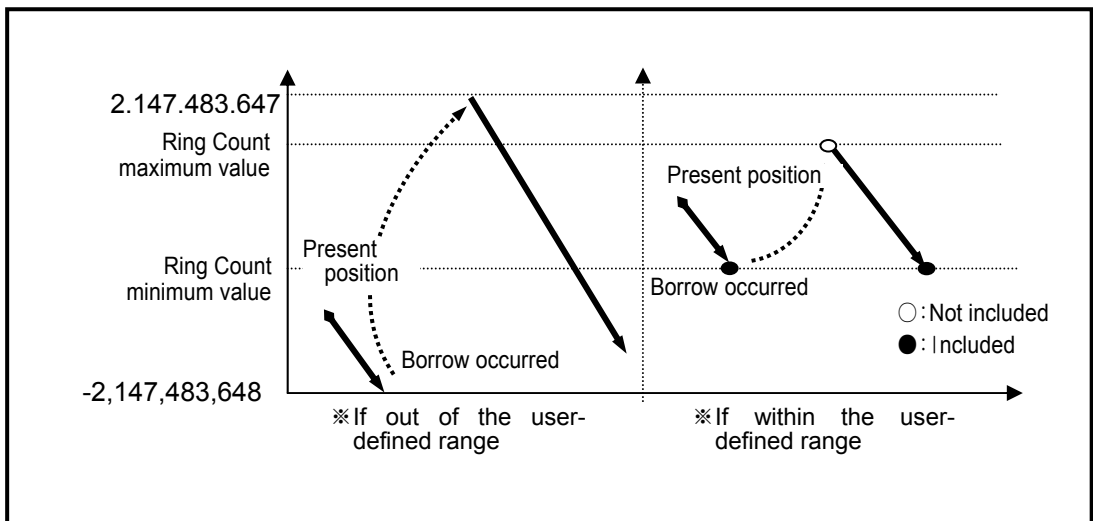 2.147.483.647
Ring Count
maximum value
Present position
Present
position
Ring Count
minimum value
Borrow occurred
○:Not included
●:Included
Borrow occurred
-2,147,483,648
※If out of the user-
defined range
※If within the user-
defined range